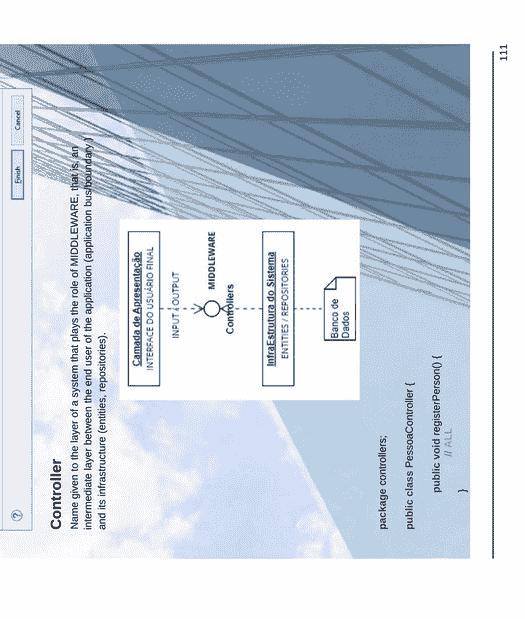 Finish
Cancel
?
Controller
Name given to the layer of a system that plays the role of MIDDLEWARE, that is, an
intermediate layer between the end user of the application (application bus/boundary )
and its infrastructure (entities, repositories).
Camada de Apresentação
INTERFACE DO USUÁRIO FINAL
INPUT / OUTPUT
MIDDLEWARE
Controllers
InfraEstrutura do Sistema
ENTITIES / REPOSITORIES
Banco de
Dados
package controllers;
public class PessoaController {
public void registerPerson() {
// ALL
}
111